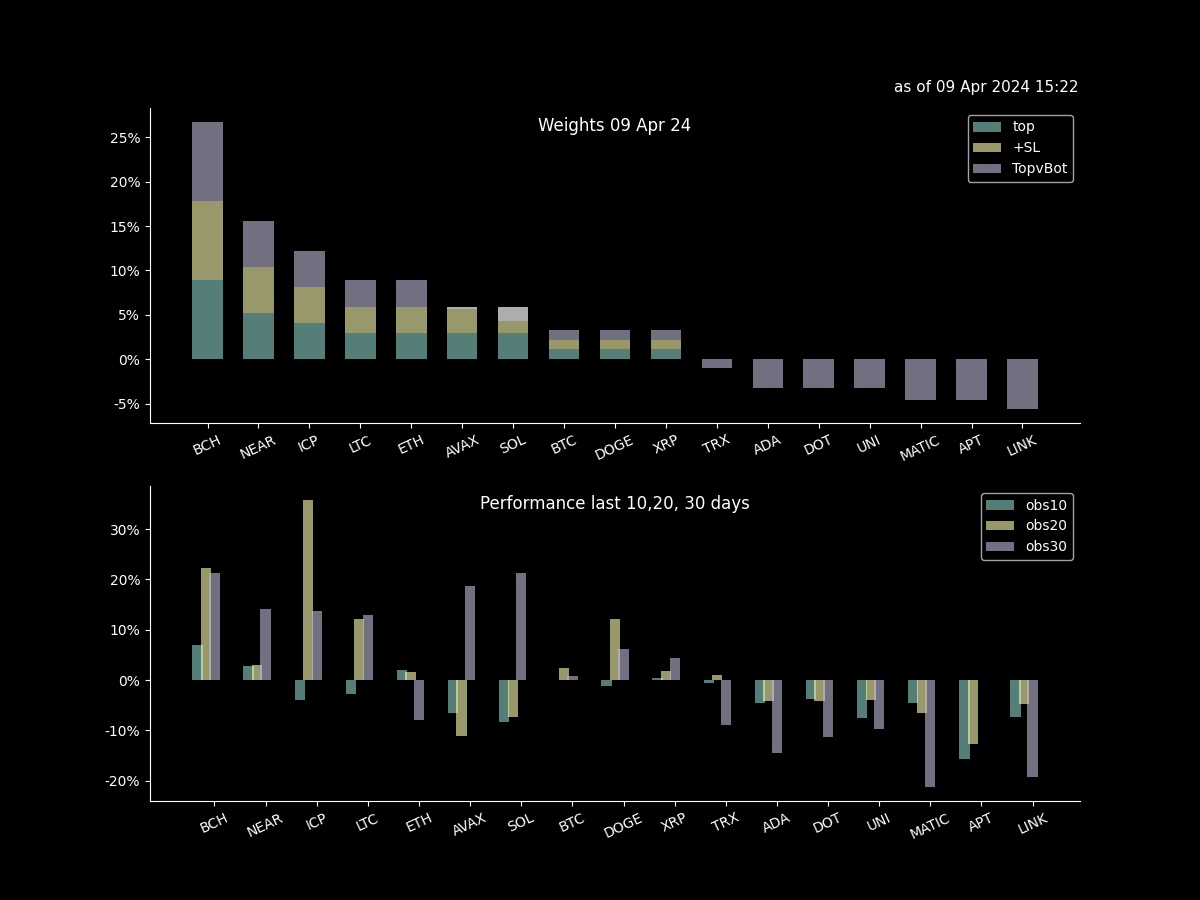 as of 09 Apr 2024 15:22
Weights 09 Apr 24
top
+SL
TopvBot
25%
20%
15%
10%
5%
0%
-5%
BCH NEAR ICP LTC ETH AVAX SOL BTC DOGE XRP TRX ADA DOT UNI MATIC APT LINK
Performance last 10,20, 30 days
obs10
obs20
obs30
30%
20%
10%
0%
-10%
-20%
BCH NEAR ICP LTC ETH AVAX SOL BTC DOGE XRP TRX ADA DOT UNI MATIC APT LINK